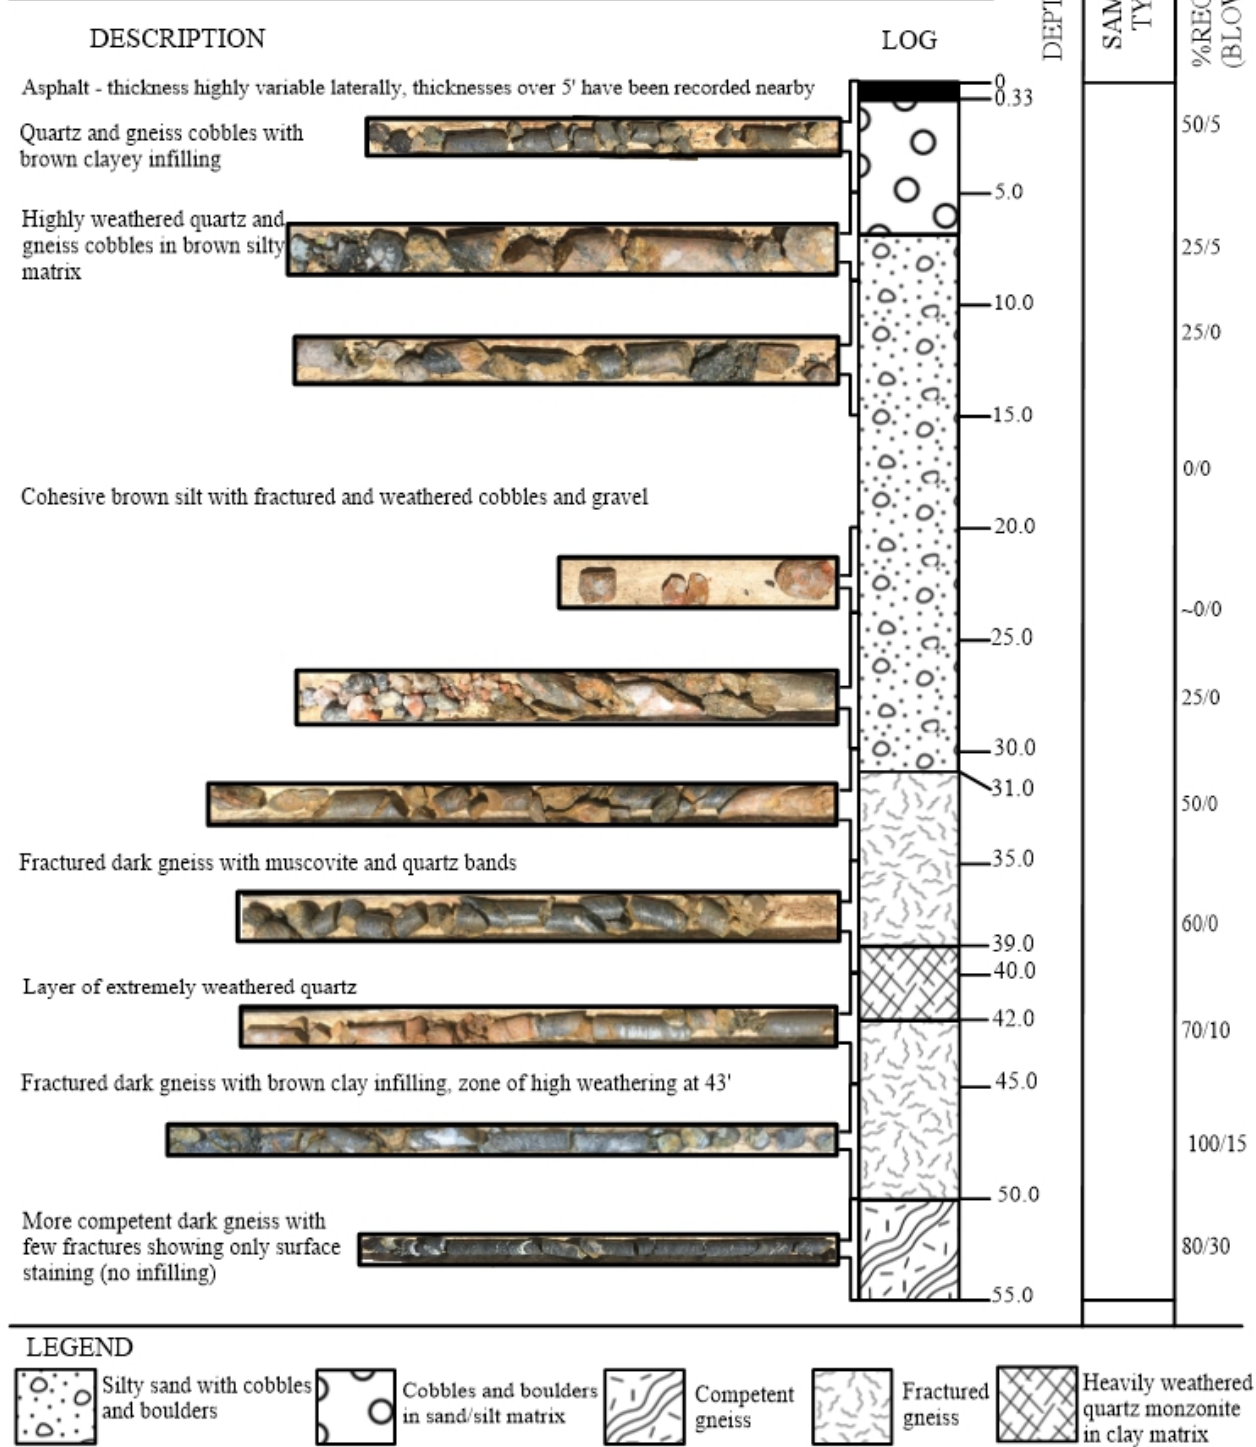 DESCRIPTION
LOG
DEPT
SAM
TY
%REC
(BLOW
Asphalt - thickness highly variable laterally, thicknesses over 5' have been recorded nearby
0
0.33
Quartz and gneiss cobbles with
brown clayey infilling
50/5
5.0
Highly weathered quartz and
gneiss cobbles in brown silty
matrix
25/5
10.0
25/0
15.0
0/0
Cohesive brown silt with fractured and weathered cobbles and gravel
20.0
~0/0
25.0
25/0
30.0
31.0
50/0
Fractured dark gneiss with muscovite and quartz bands
35.0
60/0
39.0
40.0
Layer of extremely weathered quartz
42.0
70/10
Fractured dark gneiss with brown clay infilling, zone of high weathering at 43'
45.0
100/15
50.0
More competent dark gneiss with
few fractures showing only surface
staining (no infilling)
80/30
55.0
LEGEND
Silty sand with cobbles
and boulders
Cobbles and boulders
in sand/silt matrix
Competent
gneiss
Fractured
gneiss
Heavily weathered
quartz monzonite
in clay matrix